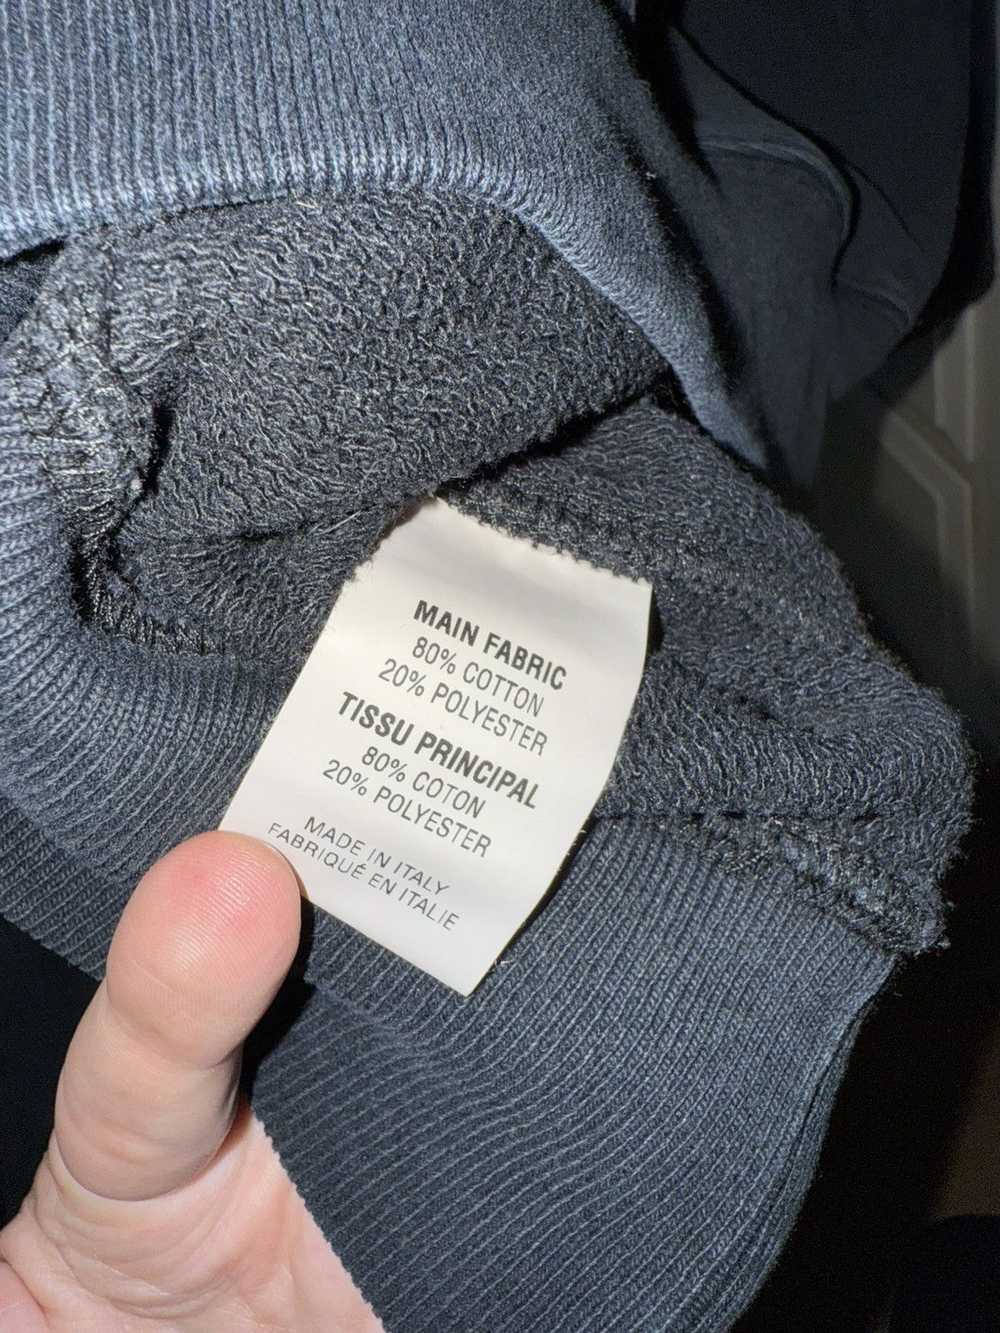 MAIN FABRIC
80% COTTON
20% POLYESTER
TISSU PRINCIPAL
80% COTON
20% POLYESTER
MADE IN ITALY
FABRIQUÉ EN ITALIE